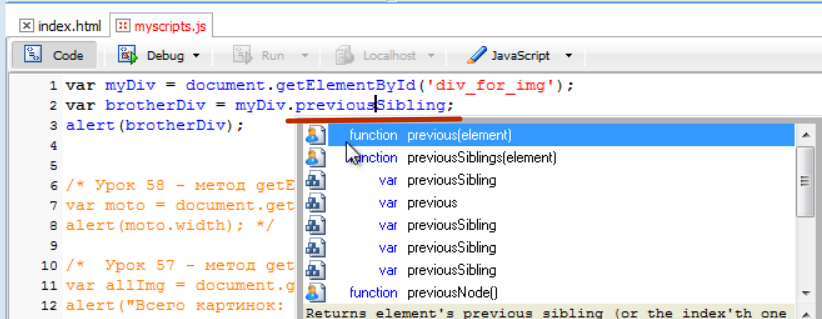 index.html myscripts.js
Code Debug Run Localhost JavaScript
1 var myDiv = document.getElementById('div_for_img');
2 var brotherDiv = myDiv.previousSibling;
3 alert(brotherDiv);
4
5
6 /* Урок 58 - метод getE
7 var moto = document.get
8 alert(moto.width); */
9
10 /* Урок 57 - метод get
11 var allImg = document.g
12 alert("Всего картинок:
function previous(element)
function previousSiblings(element)
var previousSibling
var previous
var previousSibling
var previousSibling
var previousSibling
function previousNode()
Returns element's previous sibling (or the index'th one